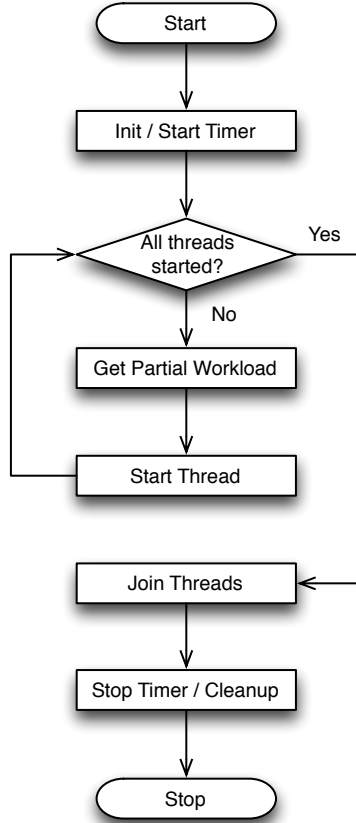 Start
Init / Start Timer
All threads
started?
Yes
No
Get Partial Workload
Start Thread
Join Threads
Stop Timer / Cleanup
Stop